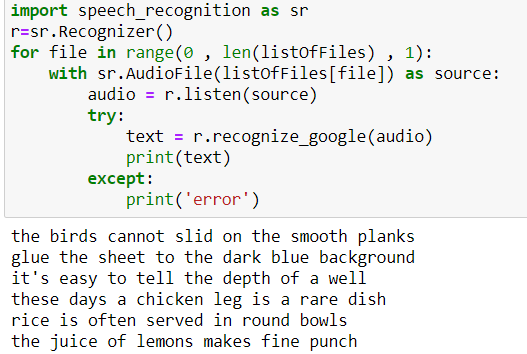 import speech_recognition as sr
r=sr.Recognizer()
for file in range(0 , len(listOfFiles) , 1):
    with sr.AudioFile(listOfFiles[file]) as source:
        audio = r.listen(source)
        try:
            text = r.recognize_google(audio)
            print(text)
        except:
            print('error')
the birds cannot slid on the smooth planks
glue the sheet to the dark blue background
it's easy to tell the depth of a well
these days a chicken leg is a rare dish
rice is often served in round bowls
the juice of lemons makes fine punch